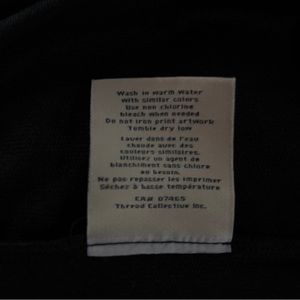 Wash in warm water
With similar colors
Use non chlorine
bleach when needed
Do not iron print artwork
Tumble dry low
Laver dans de l'eau
chaude avec des
couleurs similaires.
Utilisez un agent de
blanchiment sans chlore
au besoin.
Ne pas repasser les imprimer
Séchez à basse température
CA# 07465
Thread Collective Inc.